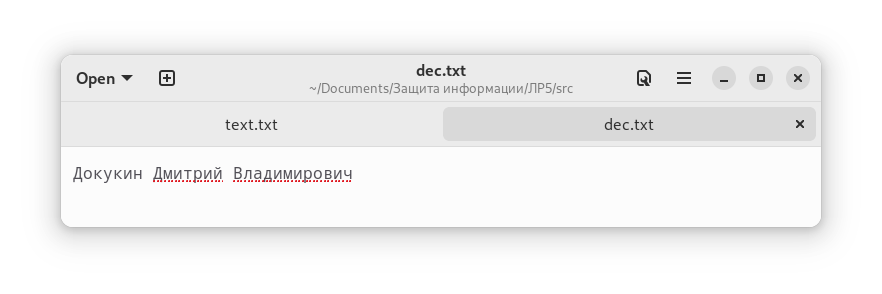 Open
dec.txt
~/Documents/Защита информации/ЛР5/src
text.txt
dec.txt
Докукин Дмитрий Владимирович